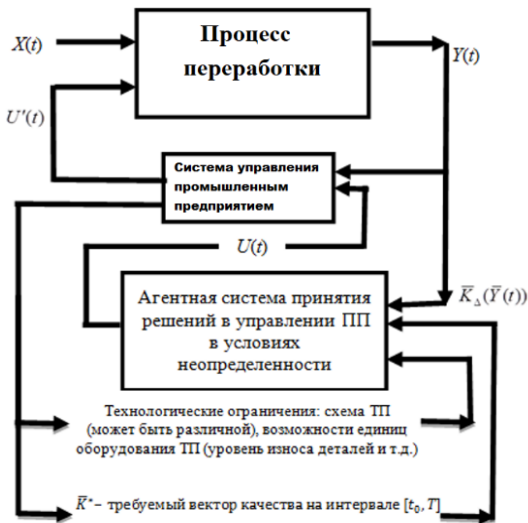 X(t)
Процесс
переработки
Y(t)
U'(t)
Система управления
промышленным
предприятием
U(t)
K̅_Δ(Y̅(t))
Агентная система принятия
решений в управлении ПП
в условиях
неопределенности
Технологические ограничения: схема ТП
(может быть различной), возможности единиц
оборудования ТП (уровень износа деталей и т.д.)
K̅*– требуемый вектор качества на интервале [t₀, T]